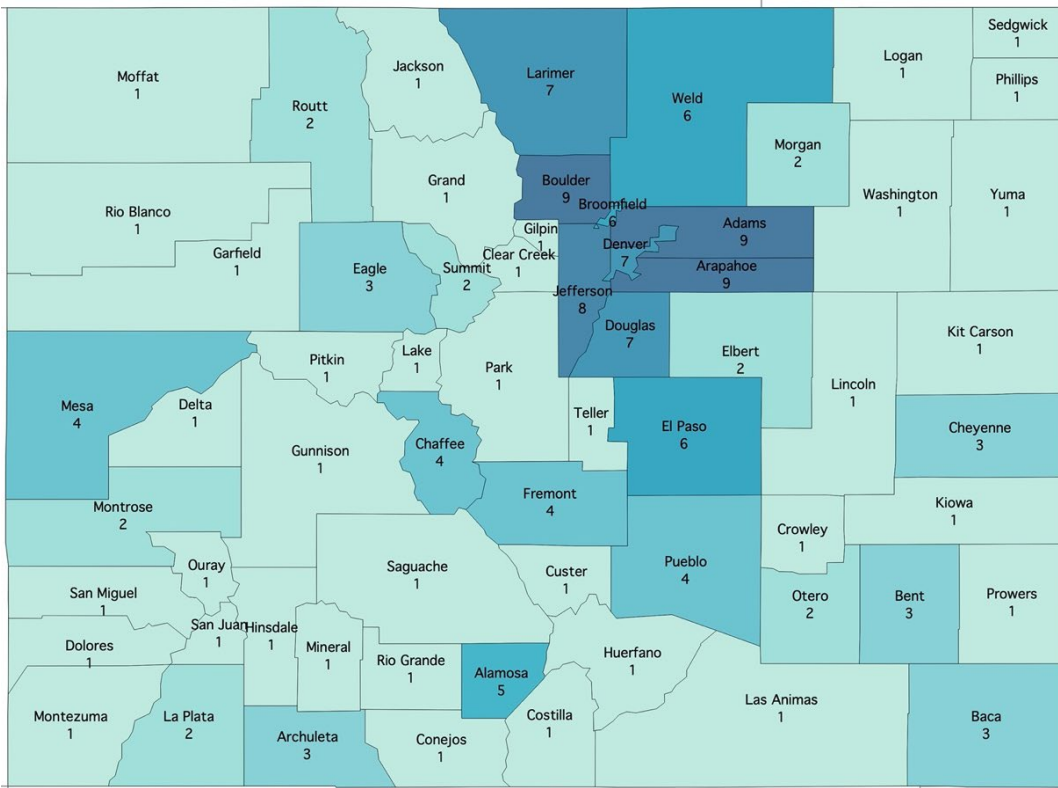 Sedgwick
1
Logan
1
Jackson
1
Larimer
7
Moffat
1
Phillips
1
Weld
6
Routt
2
Morgan
2
Grand
1
Boulder
9
Washington
1
Yuma
1
Broomfield
6
Rio Blanco
1
Adams
9
Gilpin
1
Denver
7
Garfield
1
Clear Creek
1
Eagle
3
Summit
2
Arapahoe
9
Jefferson
8
Douglas
7
Kit Carson
1
Elbert
2
Pitkin
1
Lake
1
Park
1
Lincoln
1
Mesa
4
Delta
1
Teller
1
El Paso
6
Cheyenne
3
Chaffee
4
Gunnison
1
Fremont
4
Montrose
2
Kiowa
1
Crowley
1
Ouray
1
Saguache
1
Custer
1
Pueblo
4
Otero
2
Bent
3
Prowers
1
San Miguel
1
San Juan
1
Hinsdale
1
Dolores
1
Mineral
1
Rio Grande
1
Alamosa
5
Huerfano
1
Las Animas
1
Montezuma
1
La Plata
2
Archuleta
3
Conejos
1
Costilla
1
Baca
3